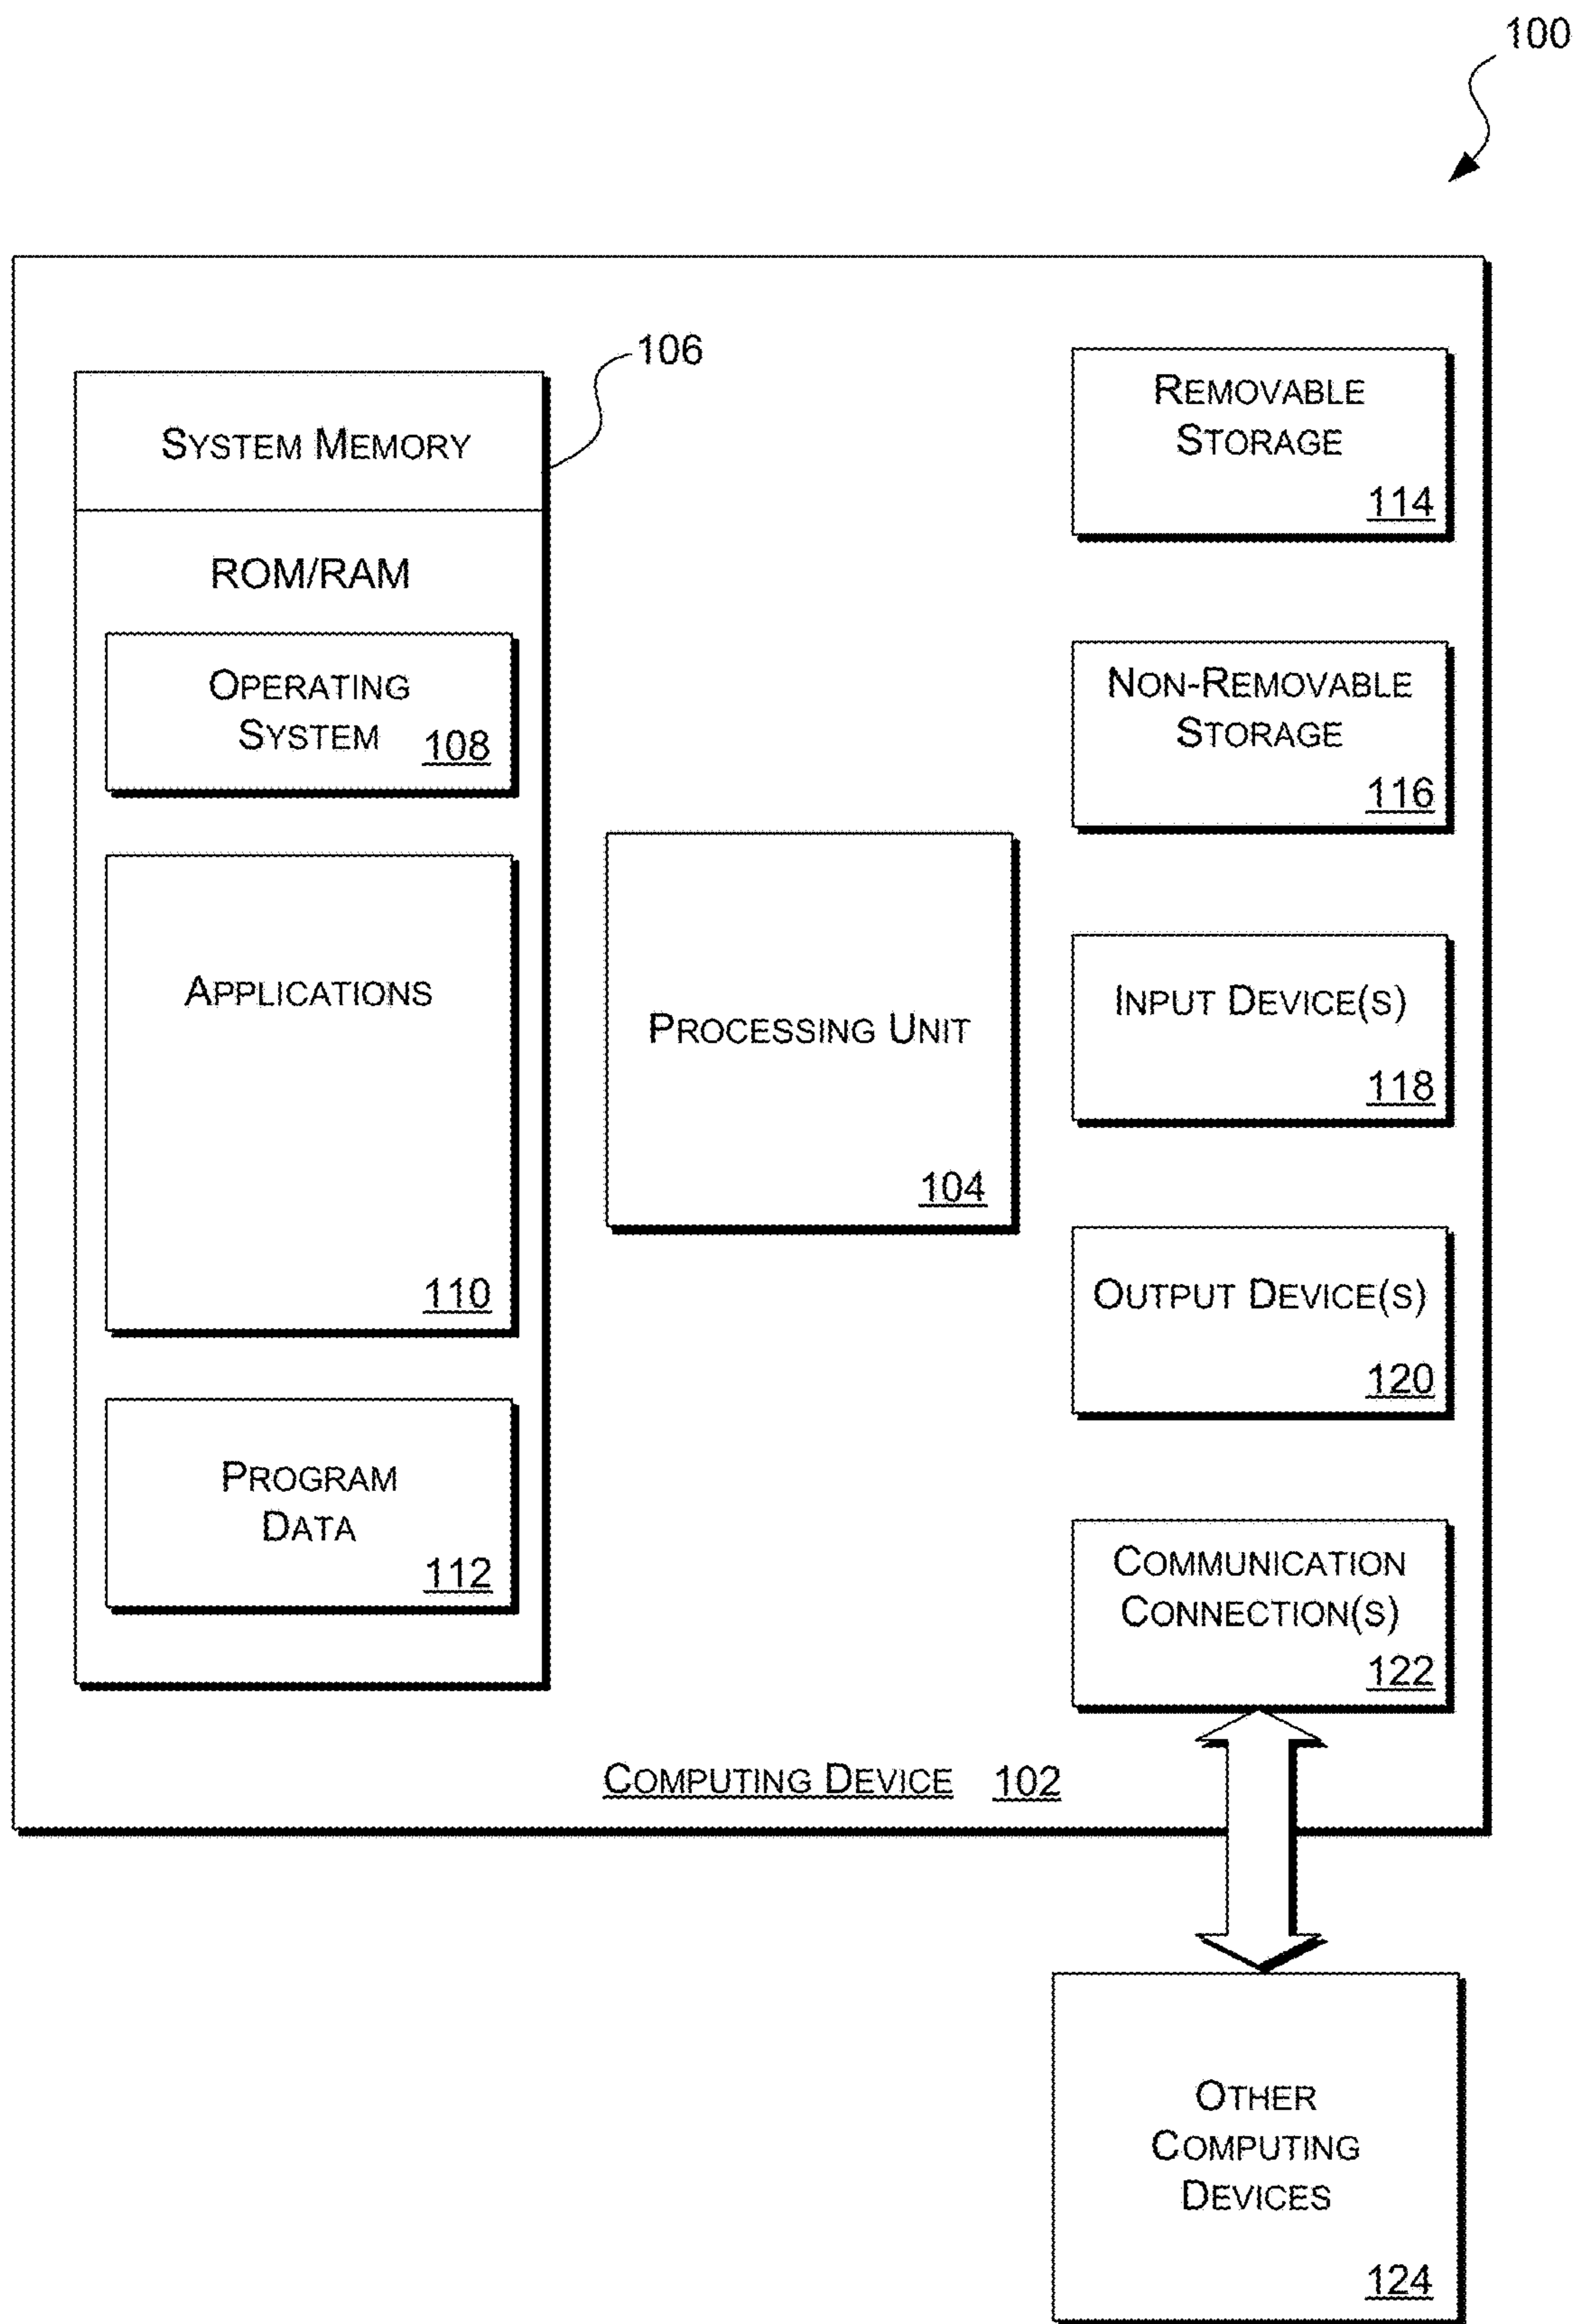 100
106
SYSTEM MEMORY
ROM/RAM
OPERATING
SYSTEM 108
APPLICATIONS
110
PROGRAM
DATA
112
PROCESSING UNIT
104
REMOVABLE
STORAGE
114
NON-REMOVABLE
STORAGE
116
INPUT DEVICE(S)
118
OUTPUT DEVICE(S)
120
COMMUNICATION
CONNECTION(S)
122
COMPUTING DEVICE 102
OTHER
COMPUTING
DEVICES
124